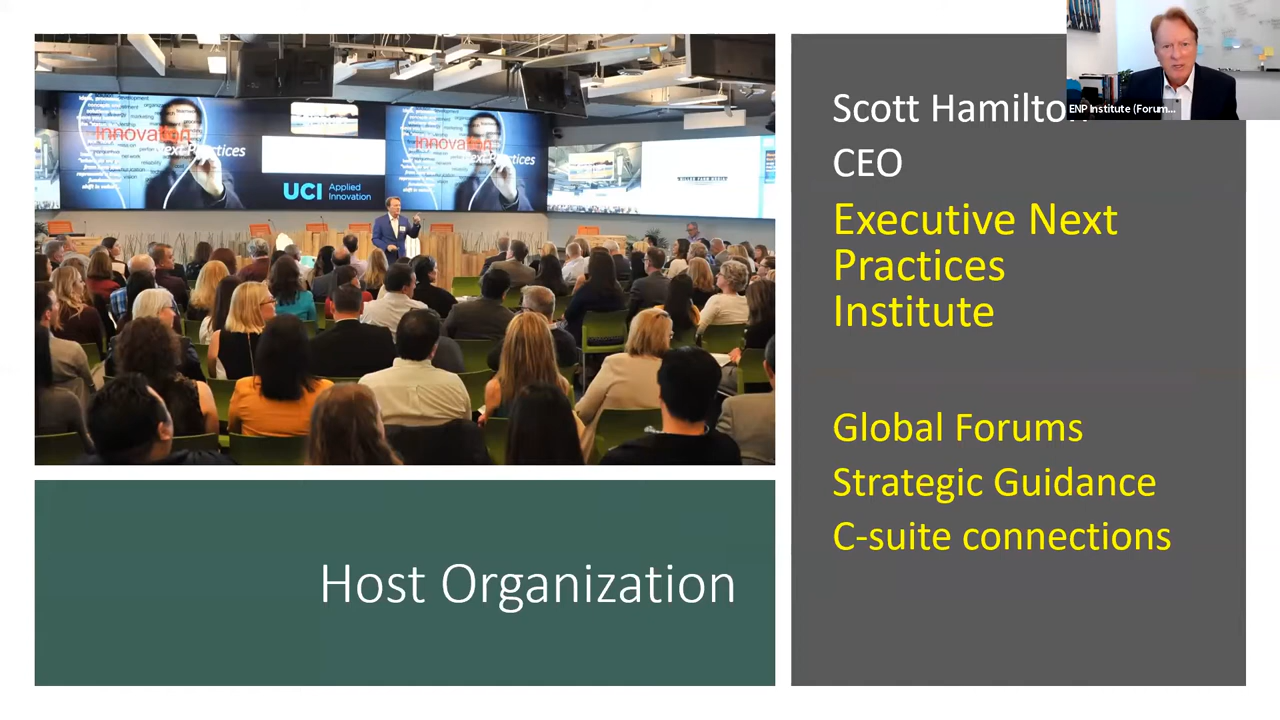 Innovation
Next Practices
Innovation
Next Practices
UCI Applied
Innovation
Scott Hamilton
CEO
Executive Next
Practices
Institute
Global Forums
Strategic Guidance
C-suite connections
ENP Institute (Forum...
Host Organization